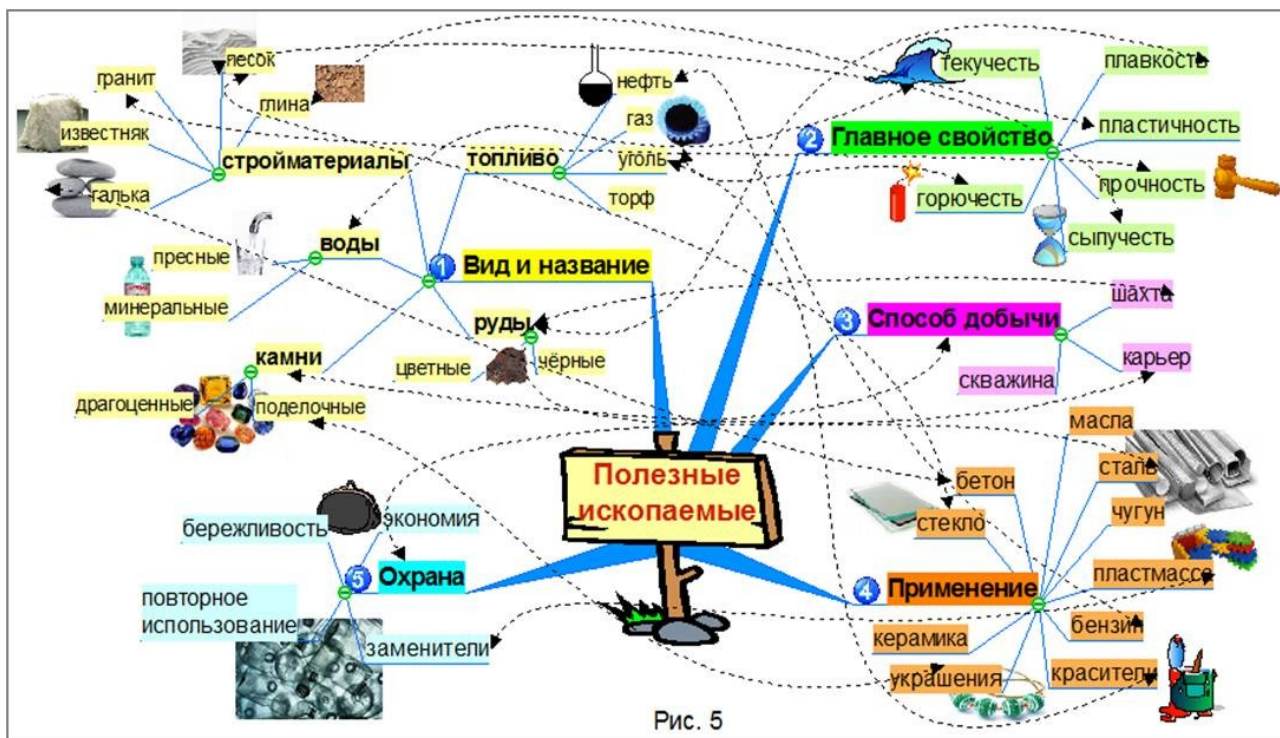 Полезные
ископаемые
1
Вид и название
стройматериалы
песок
гранит
глина
известняк
галька
топливо
нефть
газ
уголь
торф
воды
пресные
минеральные
руды
цветные
чёрные
камни
драгоценные
поделочные
2
Главное свойство
текучесть
плавкость
пластичность
прочность
горючесть
сыпучесть
3
Способ добычи
шахта
карьер
скважина
4
Применение
масла
сталь
чугун
пластмасса
бензин
красители
украшения
керамика
стекло
бетон
5
Охрана
экономия
бережливость
повторное
использование
заменители
Рис. 5